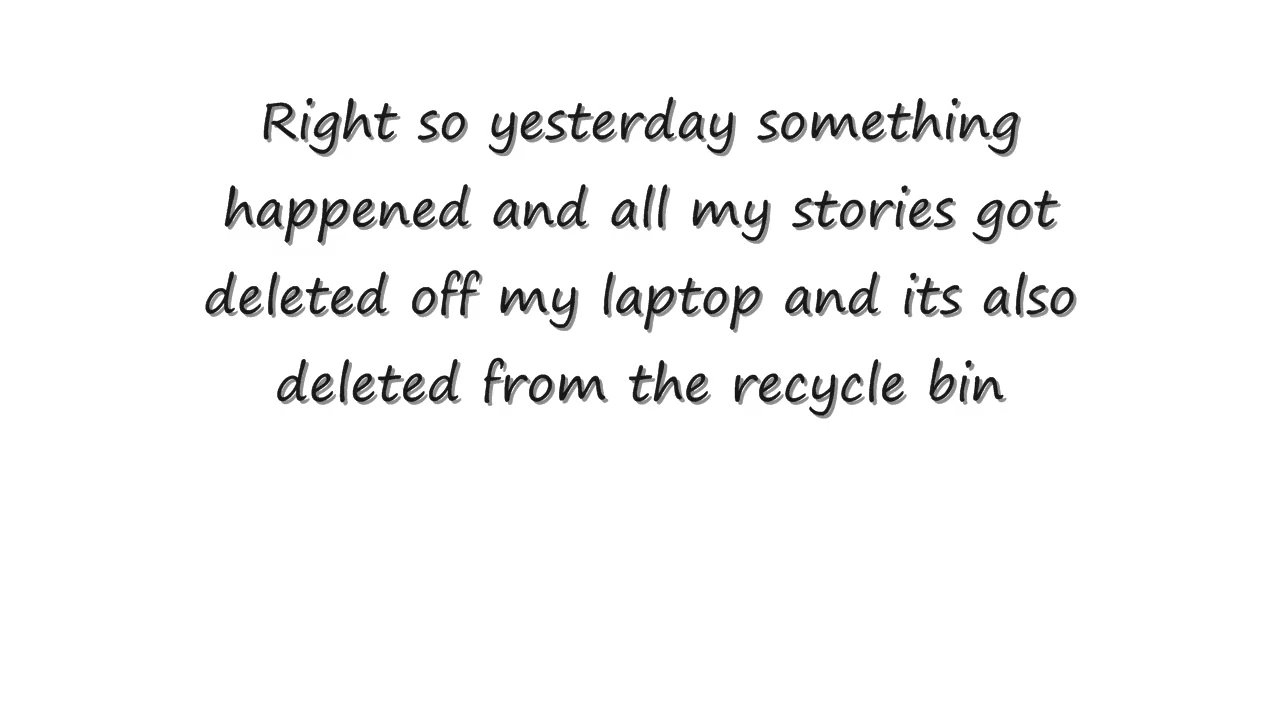 Right so yesterday something
happened and all my stories got
deleted off my laptop and its also
deleted from the recycle bin